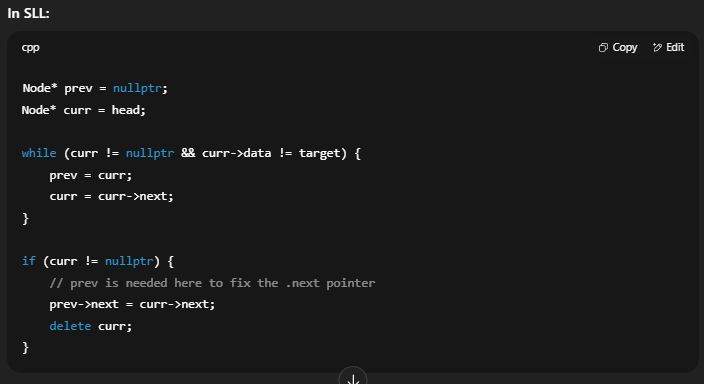 In SLL:
cpp
Copy
Edit
Node* prev = nullptr;
Node* curr = head;
while (curr != nullptr && curr->data != target) {
    prev = curr;
    curr = curr->next;
}
if (curr != nullptr) {
    // prev is needed here to fix the .next pointer
    prev->next = curr->next;
    delete curr;
}